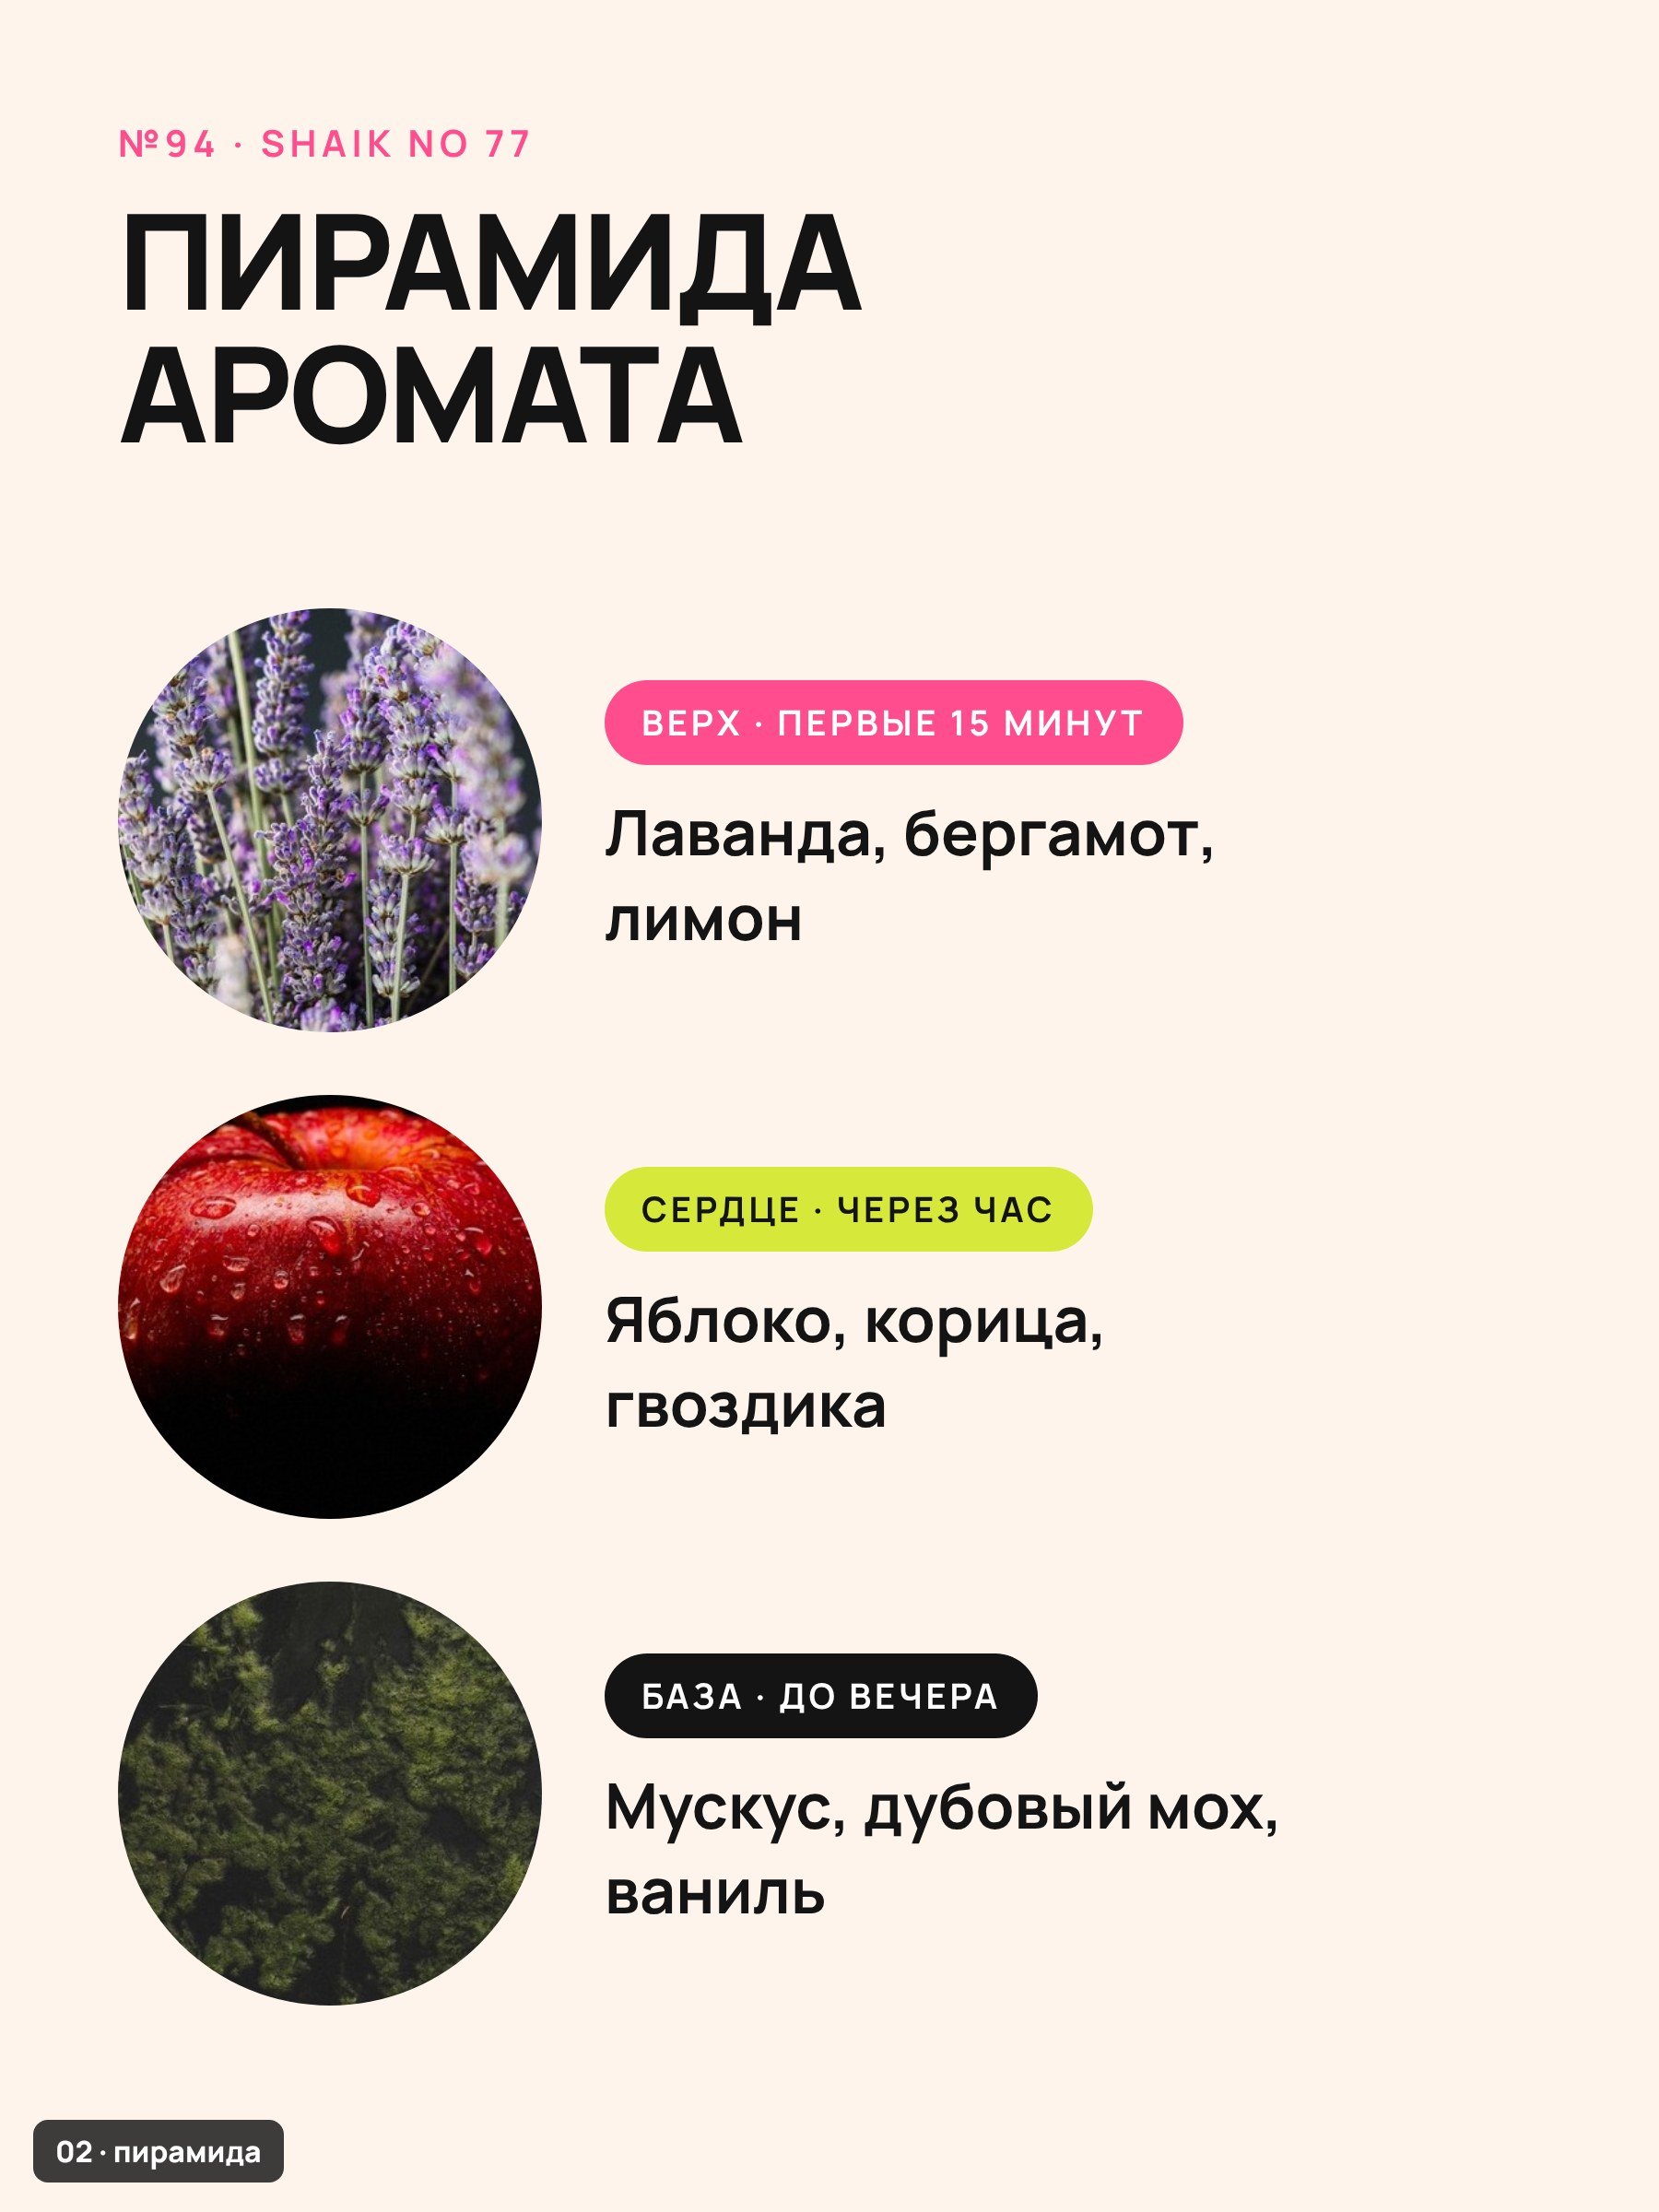 №94 · SHAIK NO 77
ПИРАМИДА
АРОМАТА
ВЕРХ · ПЕРВЫЕ 15 МИНУТ
Лаванда, бергамот,
лимон
СЕРДЦЕ · ЧЕРЕЗ ЧАС
Яблоко, корица,
гвоздика
БАЗА · ДО ВЕЧЕРА
Мускус, дубовый мох,
ваниль
02 · пирамида